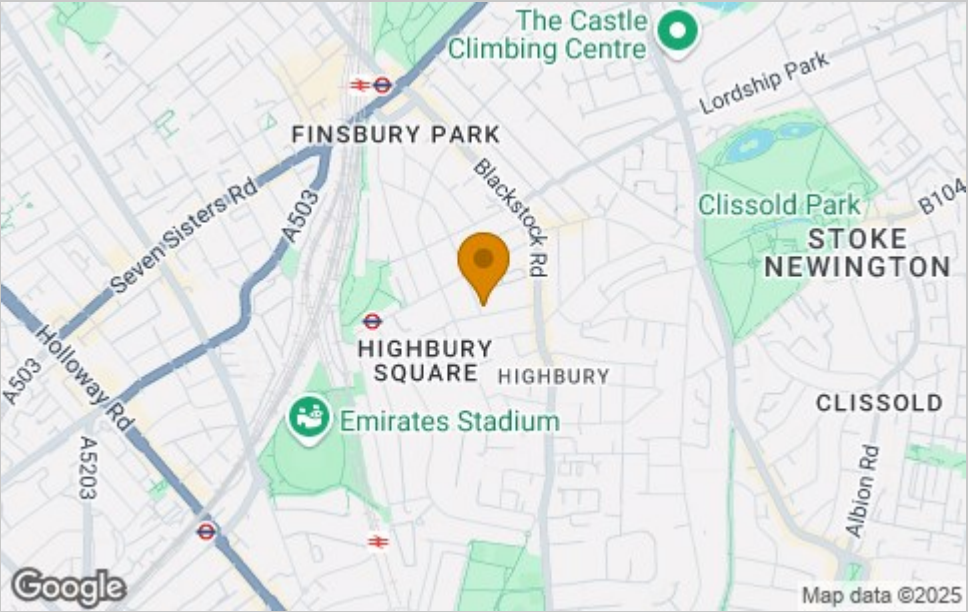 The Castle
Climbing Centre
Lordship Park
FINSBURY PARK
Blackstock Rd
Seven Sisters Rd
A503
Clissold Park
B104
STOKE
NEWINGTON
Holloway Rd
A503
HIGHBURY
SQUARE
HIGHBURY
CLISSOLD
Emirates Stadium
A5203
Albion Rd
Google
Map data ©2025